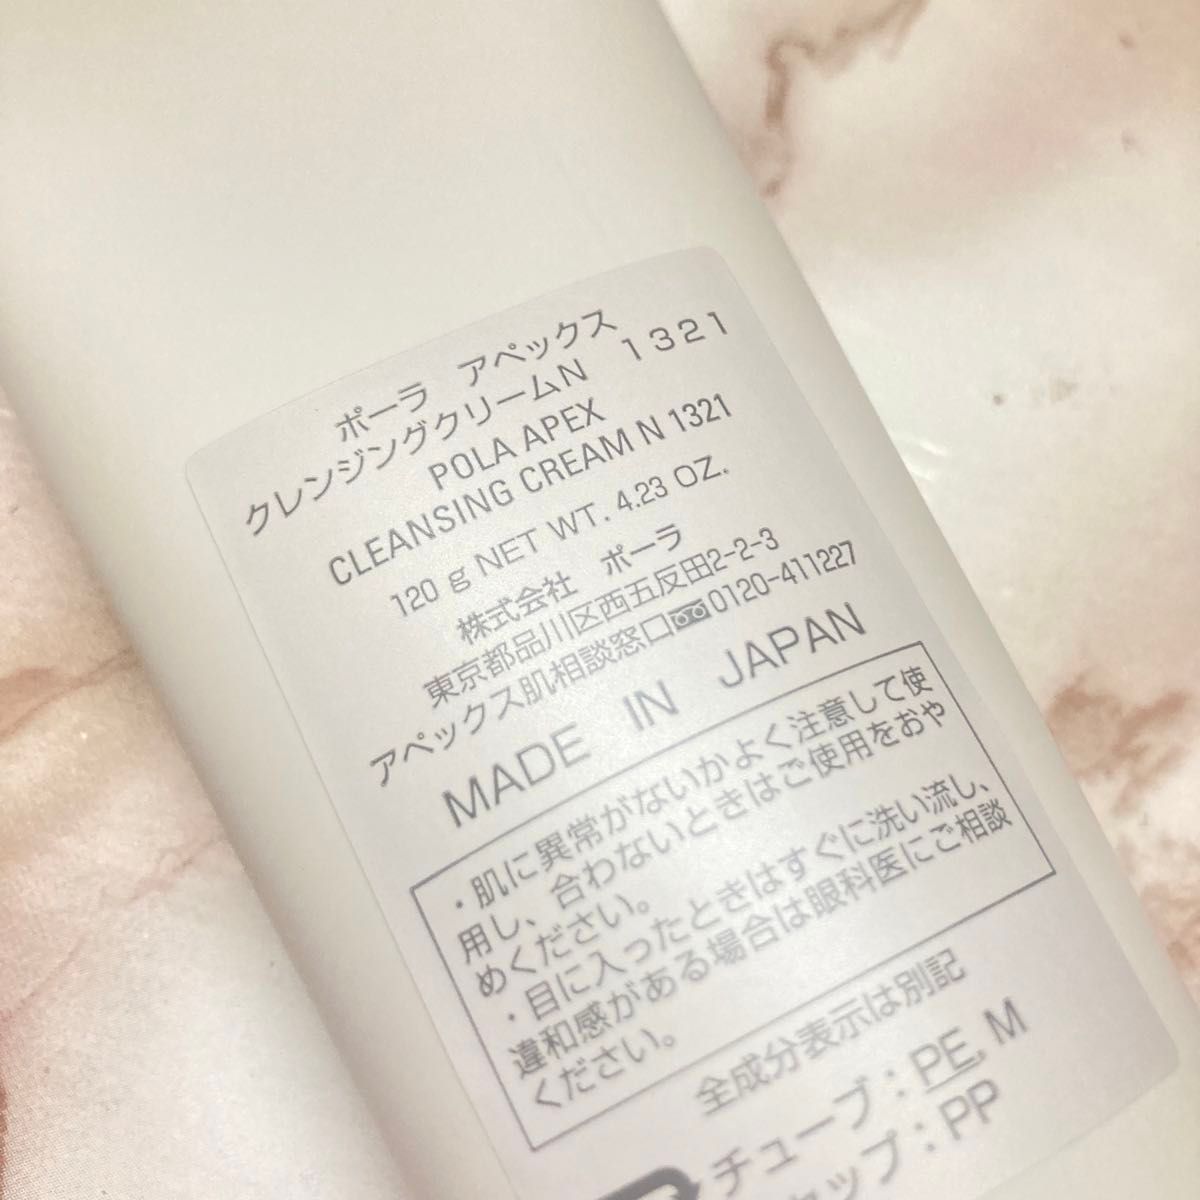 ポーラ アペックス
クレンジングクリームN 1321
POLA APEX
CLEANSING CREAM N 1321
120 g NET WT. 4.23 OZ.
株式会社 ポーラ
東京都品川区西五反田2-2-3
アペックス肌相談窓口 0120-411227
MADE IN JAPAN
・肌に異常がないかよく注意して使
用し、合わないときはご使用をおや
めください。
・目に入ったときはすぐに洗い流し、
違和感がある場合は眼科医にご相談
ください。
全成分表示は別記
チューブ：PE, M
ャップ：PP